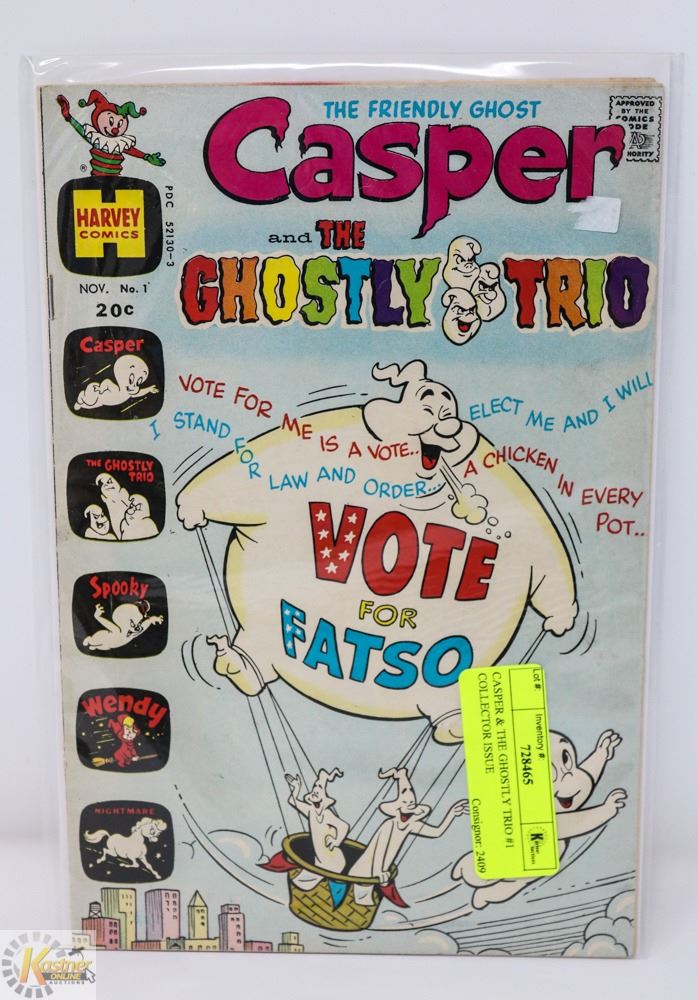 THE FRIENDLY GHOST
Casper
and THE
GHOSTLY TRIO
APPROVED
BY THE
COMICS
HARVEY
COMICS
®
PDC 52130-3
NOV. No. 1
20¢
Casper
THE GHOSTLY
TRIO
Spooky
Wendy
NIGHTMARE
VOTE FOR ME IS A VOTE..
ELECT ME AND I WILL
I STAND FOR LAW AND ORDER...
A CHICKEN IN EVERY
POT..
VOTE
FOR
FATSO
Lot #:
Inventory #:
728465
CASPER & THE GHOSTLY TRIO #1
COLLECTOR ISSUE
Consignor: 2409
Kastner
ONLINE
AUCTIONS